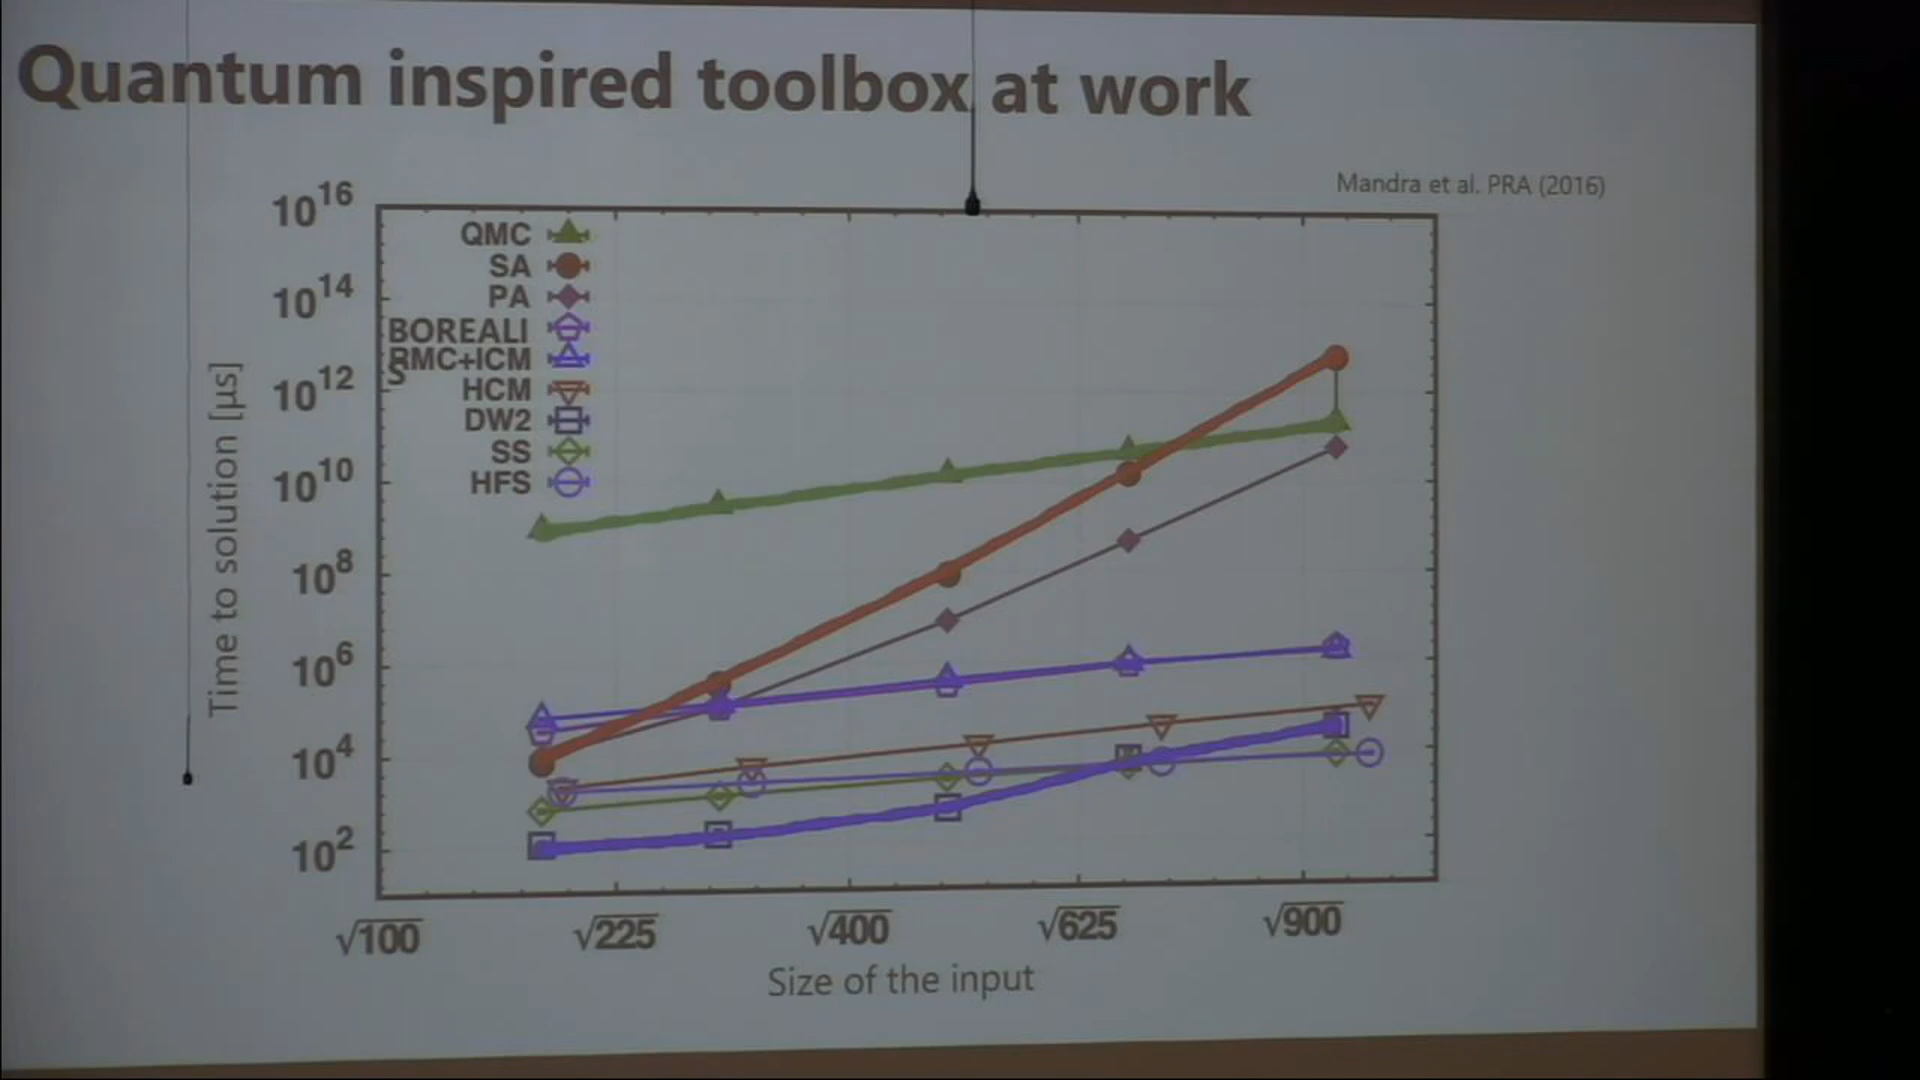 Quantum inspired toolbox at work
Mandra et al. PRA (2016)
10^16
10^14
10^12
10^10
10^8
10^6
10^4
10^2
Time to solution [µs]
QMC
SA
PA
BOREALI
S
RMC+ICM
HCM
DW2
SS
HFS
√100
√225
√400
√625
√900
Size of the input